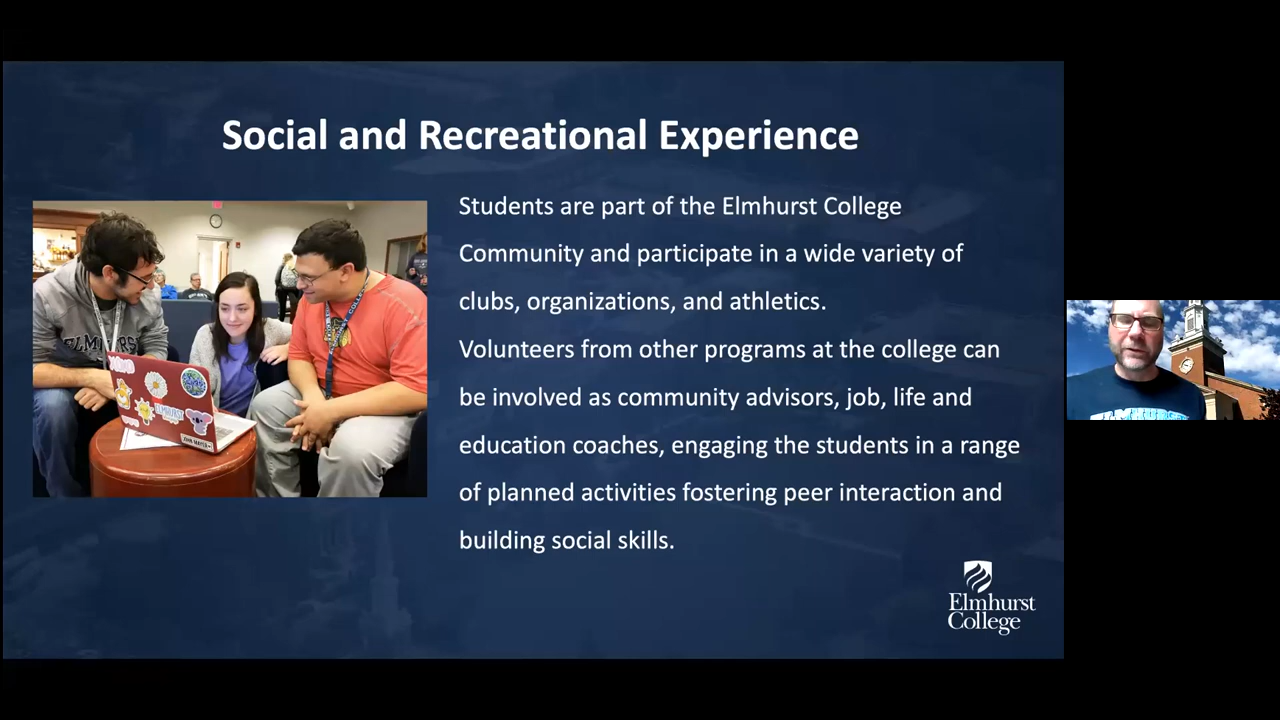 Social and Recreational Experience
Students are part of the Elmhurst College
Community and participate in a wide variety of
clubs, organizations, and athletics.
Volunteers from other programs at the college can
be involved as community advisors, job, life and
education coaches, engaging the students in a range
of planned activities fostering peer interaction and
building social skills.
ELMHURST
ELMHURST
Elmhurst
College
ELMHURST